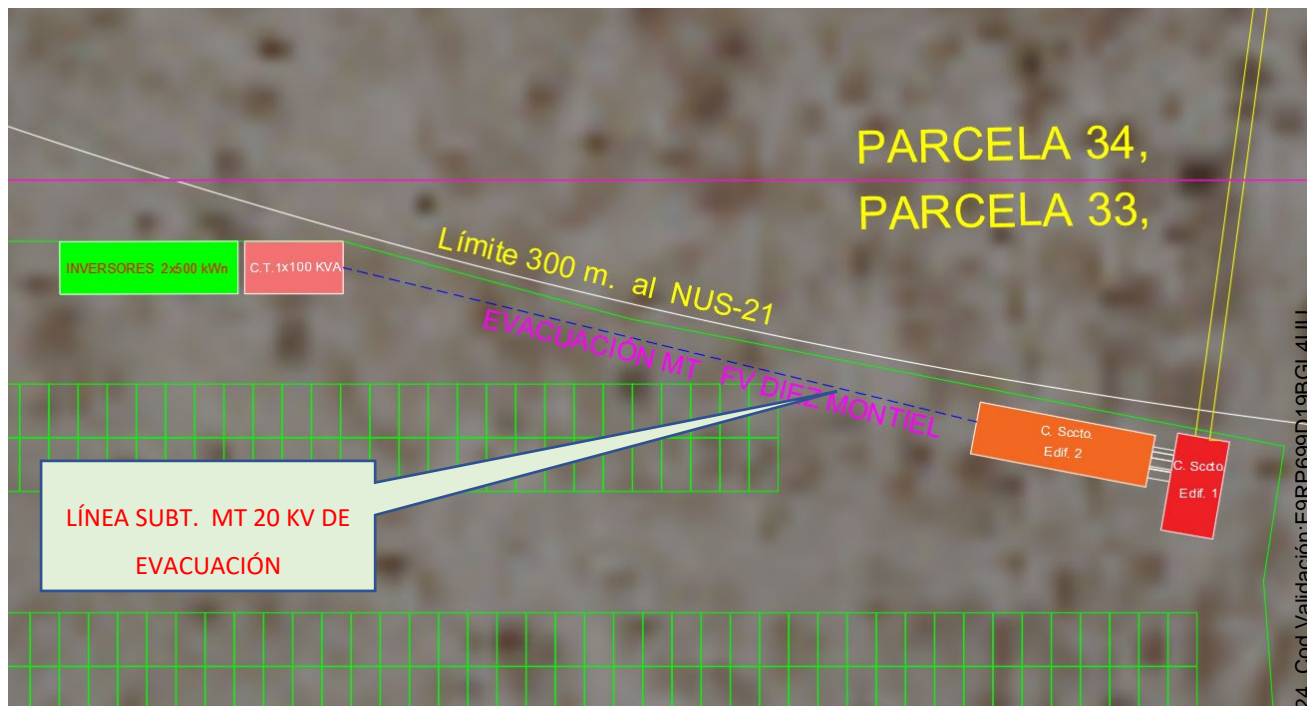 PARCELA 34,
PARCELA 33,
Límite 300 m. al NUS-21
INVERSORES 2x500 kWn
C.T.1x100 KVA
EVACUACIÓN MT FV DIEZ MONTIEL
C. Sccto.
Edif. 2
C. Sccto.
Edif. 1
LÍNEA SUBT. MT 20 KV DE
EVACUACIÓN